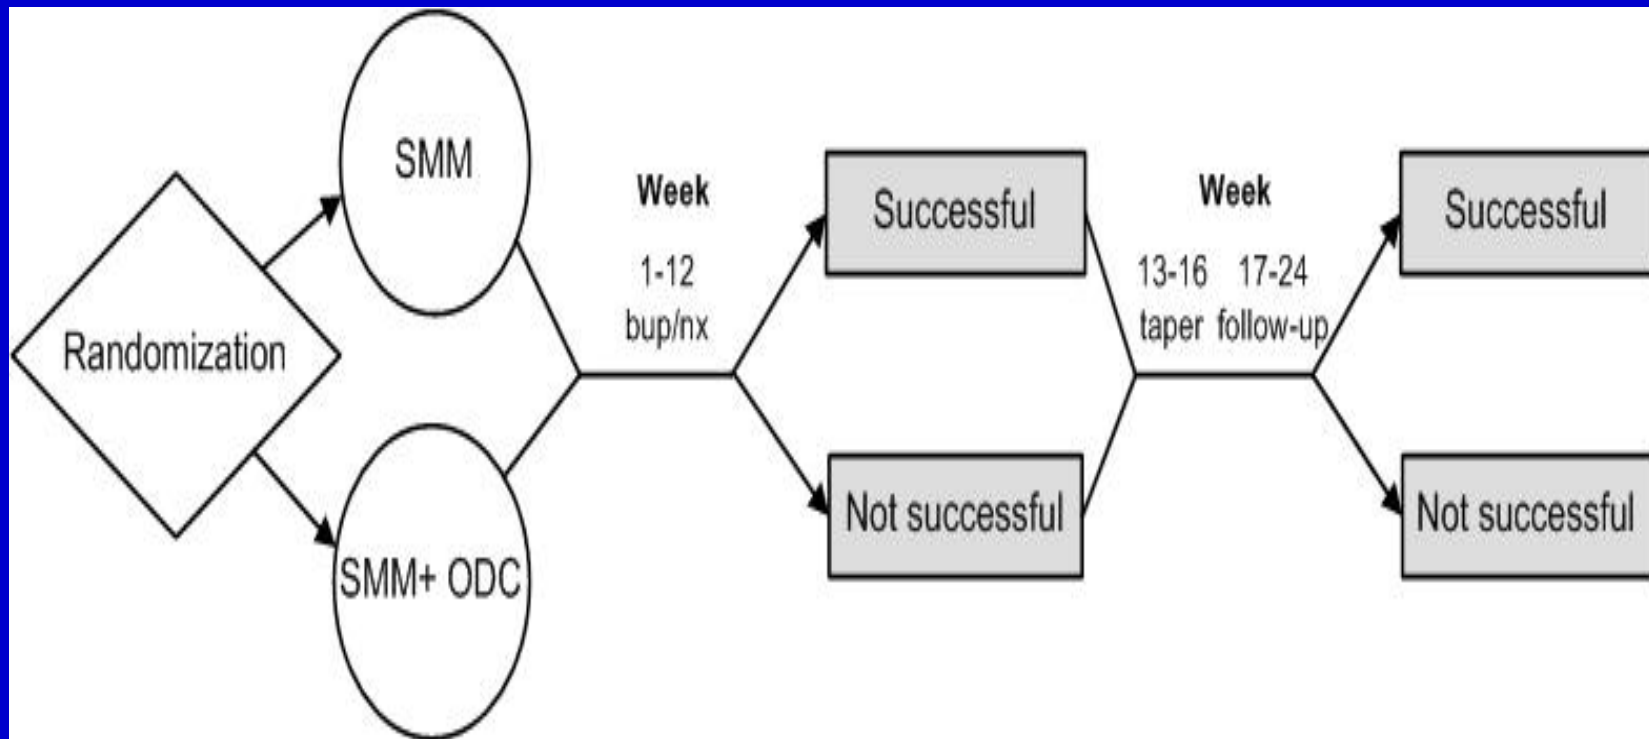 Randomization
SMM
SMM+ ODC
Week
1-12
bup/nx
Successful
Not successful
Week
13-16 17-24
taper follow-up
Successful
Not successful